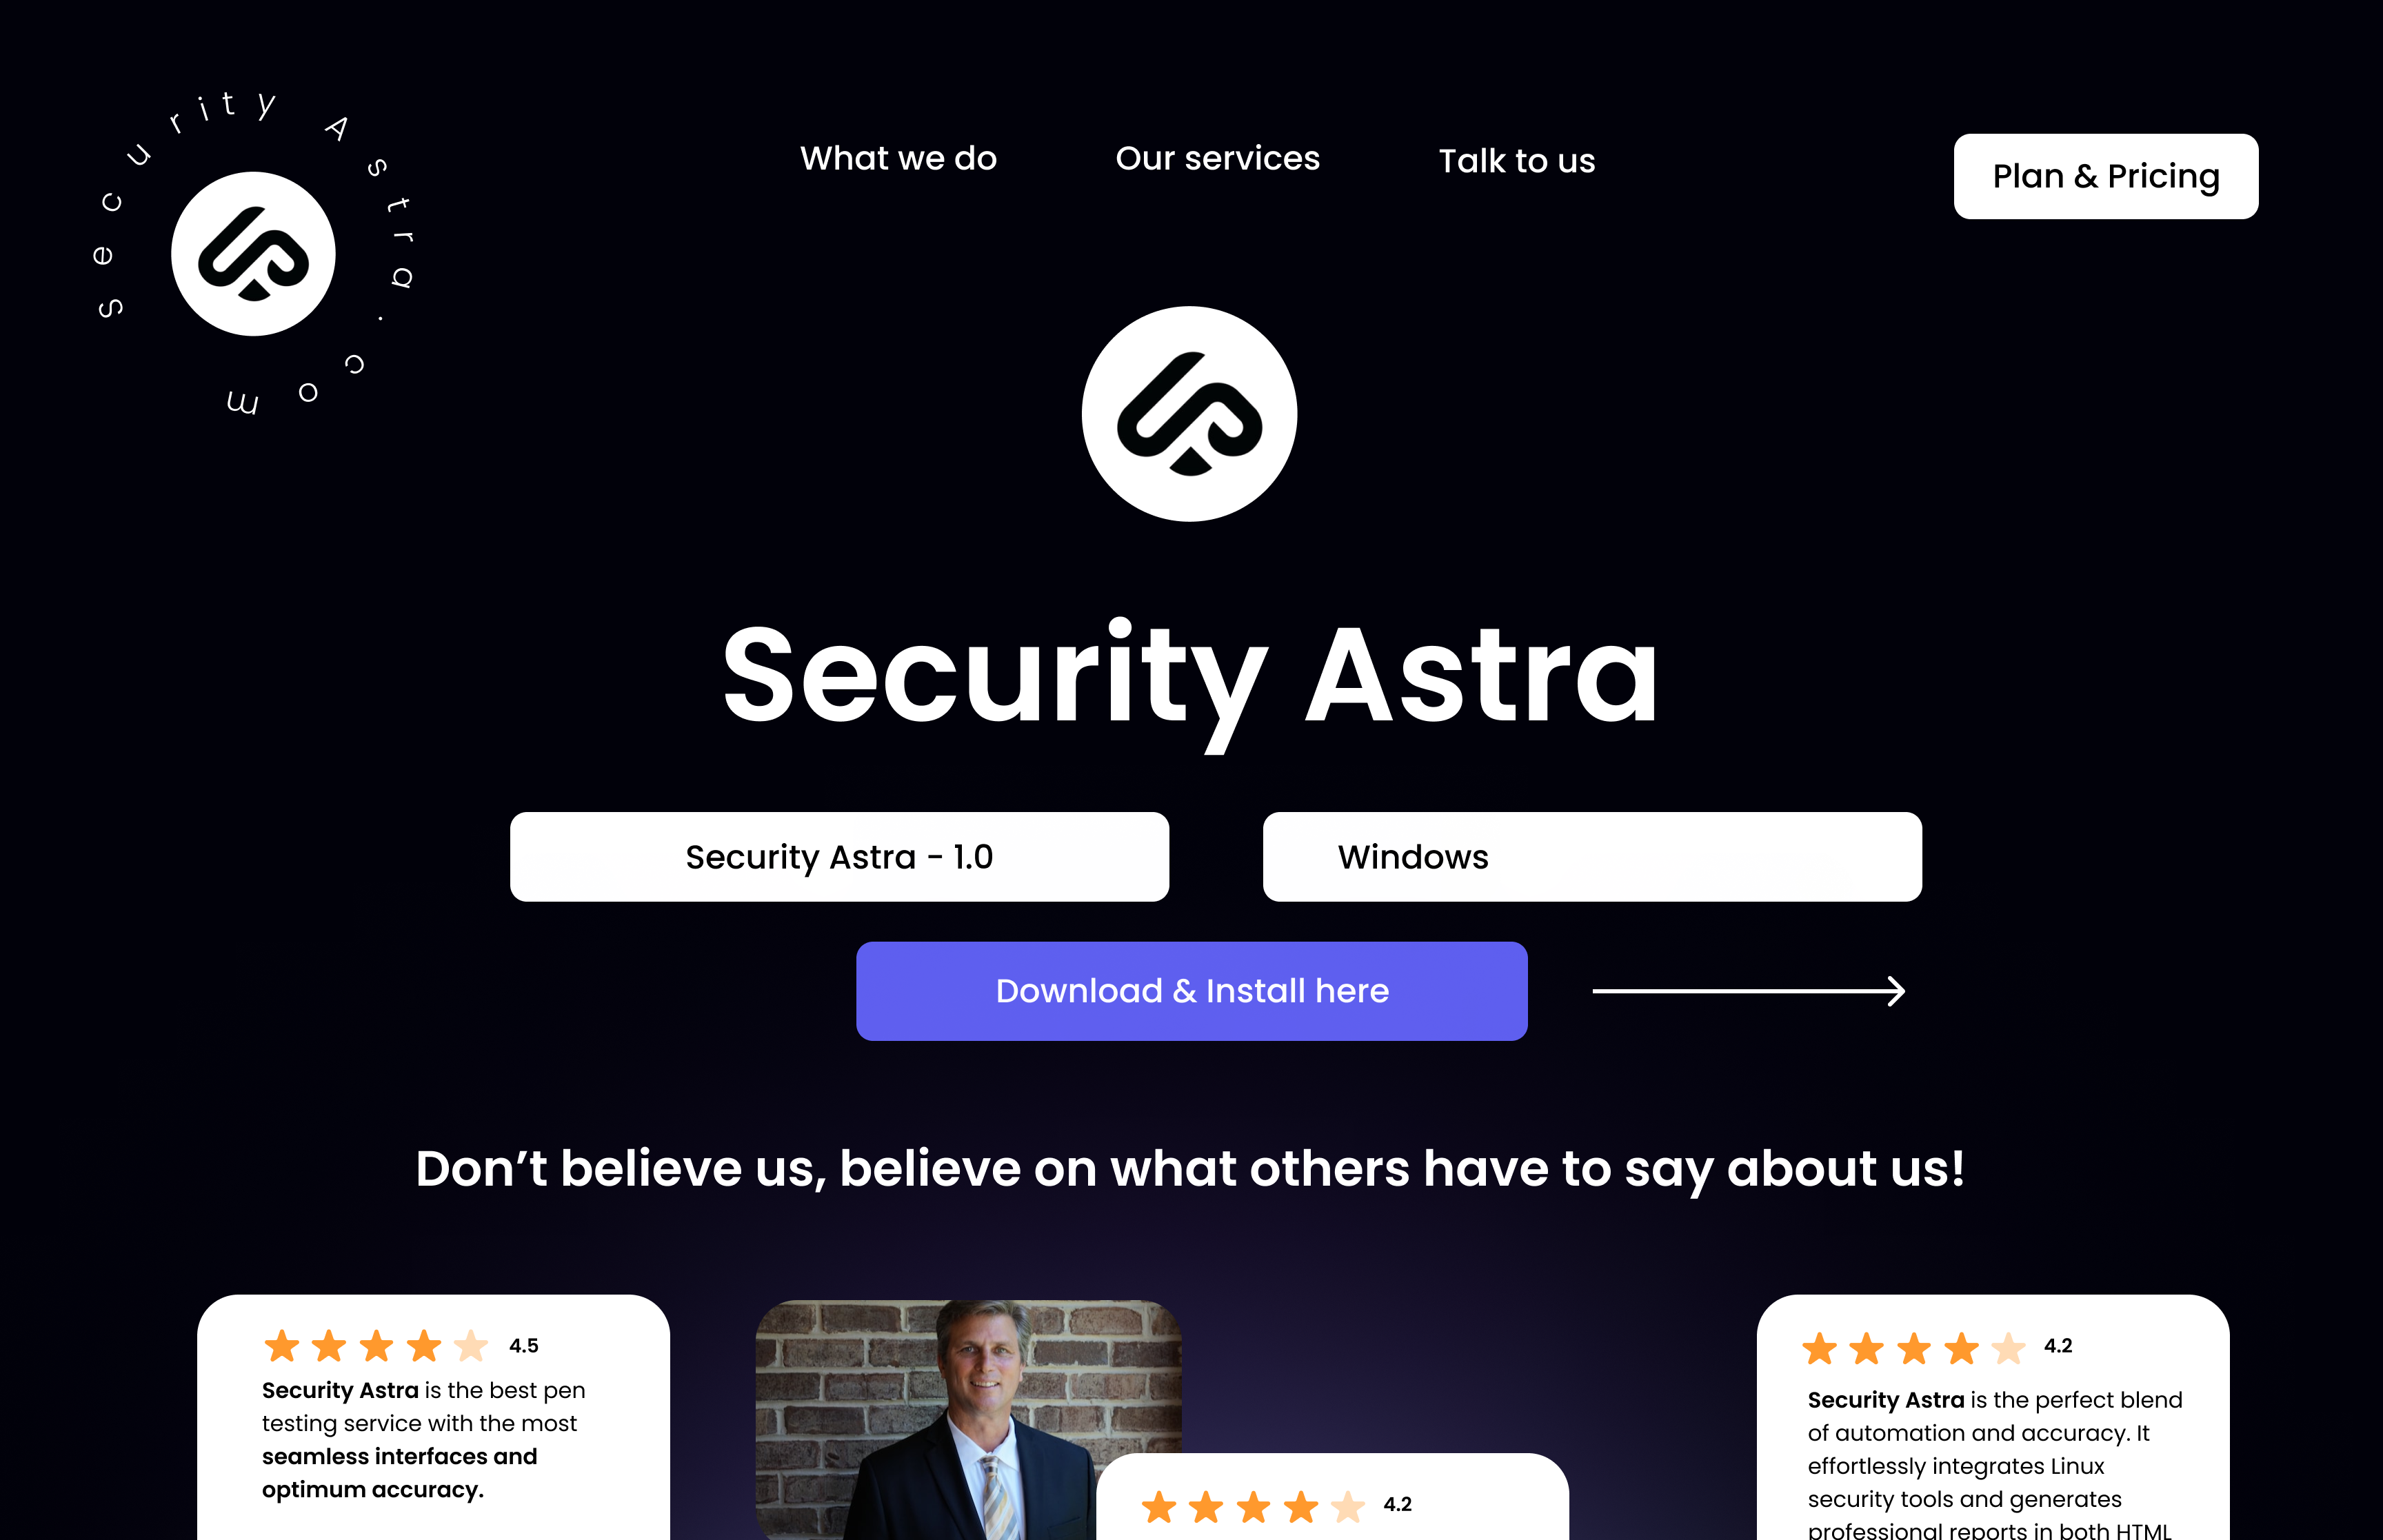 Security Astra.com
What we do
Our services
Talk to us
Plan & Pricing
Security Astra
Security Astra - 1.0
Windows
Download & Install here
Don’t believe us, believe on what others have to say about us!
4.5
Security Astra is the best pen
testing service with the most
seamless interfaces and
optimum accuracy.
4.2
4.2
Security Astra is the perfect blend
of automation and accuracy. It
effortlessly integrates Linux
security tools and generates
professional reports in both HTML